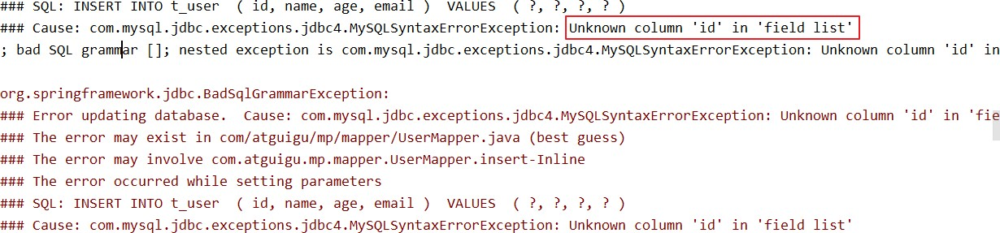 ### SQL: INSERT INTO t_user  ( id, name, age, email )  VALUES  ( ?, ?, ?, ? )
### Cause: com.mysql.jdbc.exceptions.jdbc4.MySQLSyntaxErrorException: Unknown column 'id' in 'field list'
; bad SQL grammar []; nested exception is com.mysql.jdbc.exceptions.jdbc4.MySQLSyntaxErrorException: Unknown column 'id' in
org.springframework.jdbc.BadSqlGrammarException:
### Error updating database.  Cause: com.mysql.jdbc.exceptions.jdbc4.MySQLSyntaxErrorException: Unknown column 'id' in 'fie
### The error may exist in com/atguigu/mp/mapper/UserMapper.java (best guess)
### The error may involve com.atguigu.mp.mapper.UserMapper.insert-Inline
### The error occurred while setting parameters
### SQL: INSERT INTO t_user  ( id, name, age, email )  VALUES  ( ?, ?, ?, ? )
### Cause: com.mysql.jdbc.exceptions.jdbc4.MySQLSyntaxErrorException: Unknown column 'id' in 'field list'